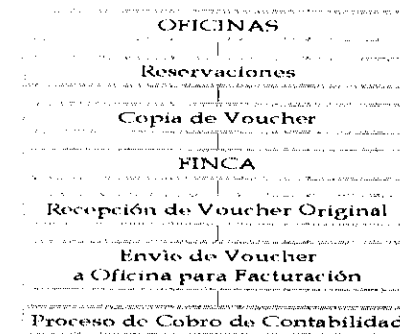 OFICINAS
Reservaciones
Copia de Voucher
FINCA
Recepción de Voucher Original
Envío de Voucher
a Oficina para Facturación
Proceso de Cobro de Contabilidad